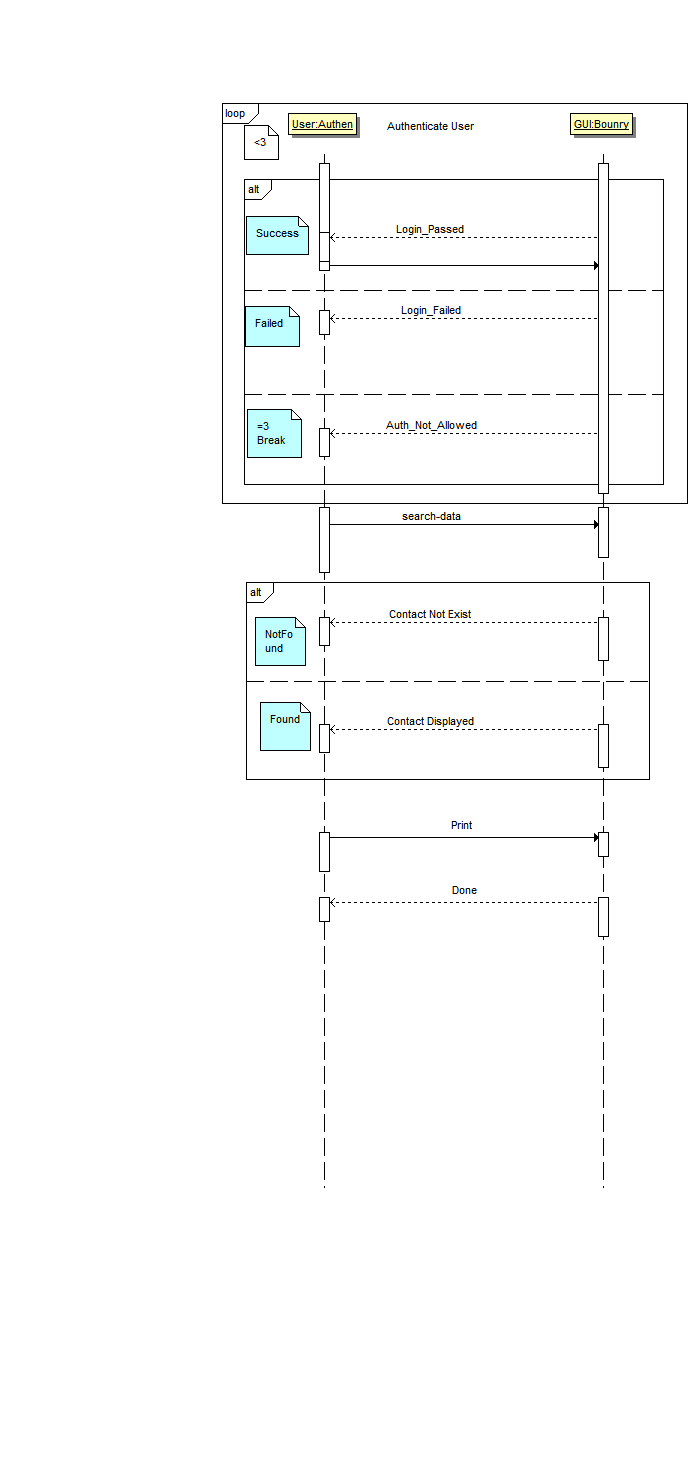 loop
User:Authen
Authenticate User
GUI:Bounry
<3
alt
Success
Login_Passed
Failed
Login_Failed
=3
Break
Auth_Not_Allowed
search-data
alt
Contact Not Exist
NotFo
und
Found
Contact Displayed
Print
Done